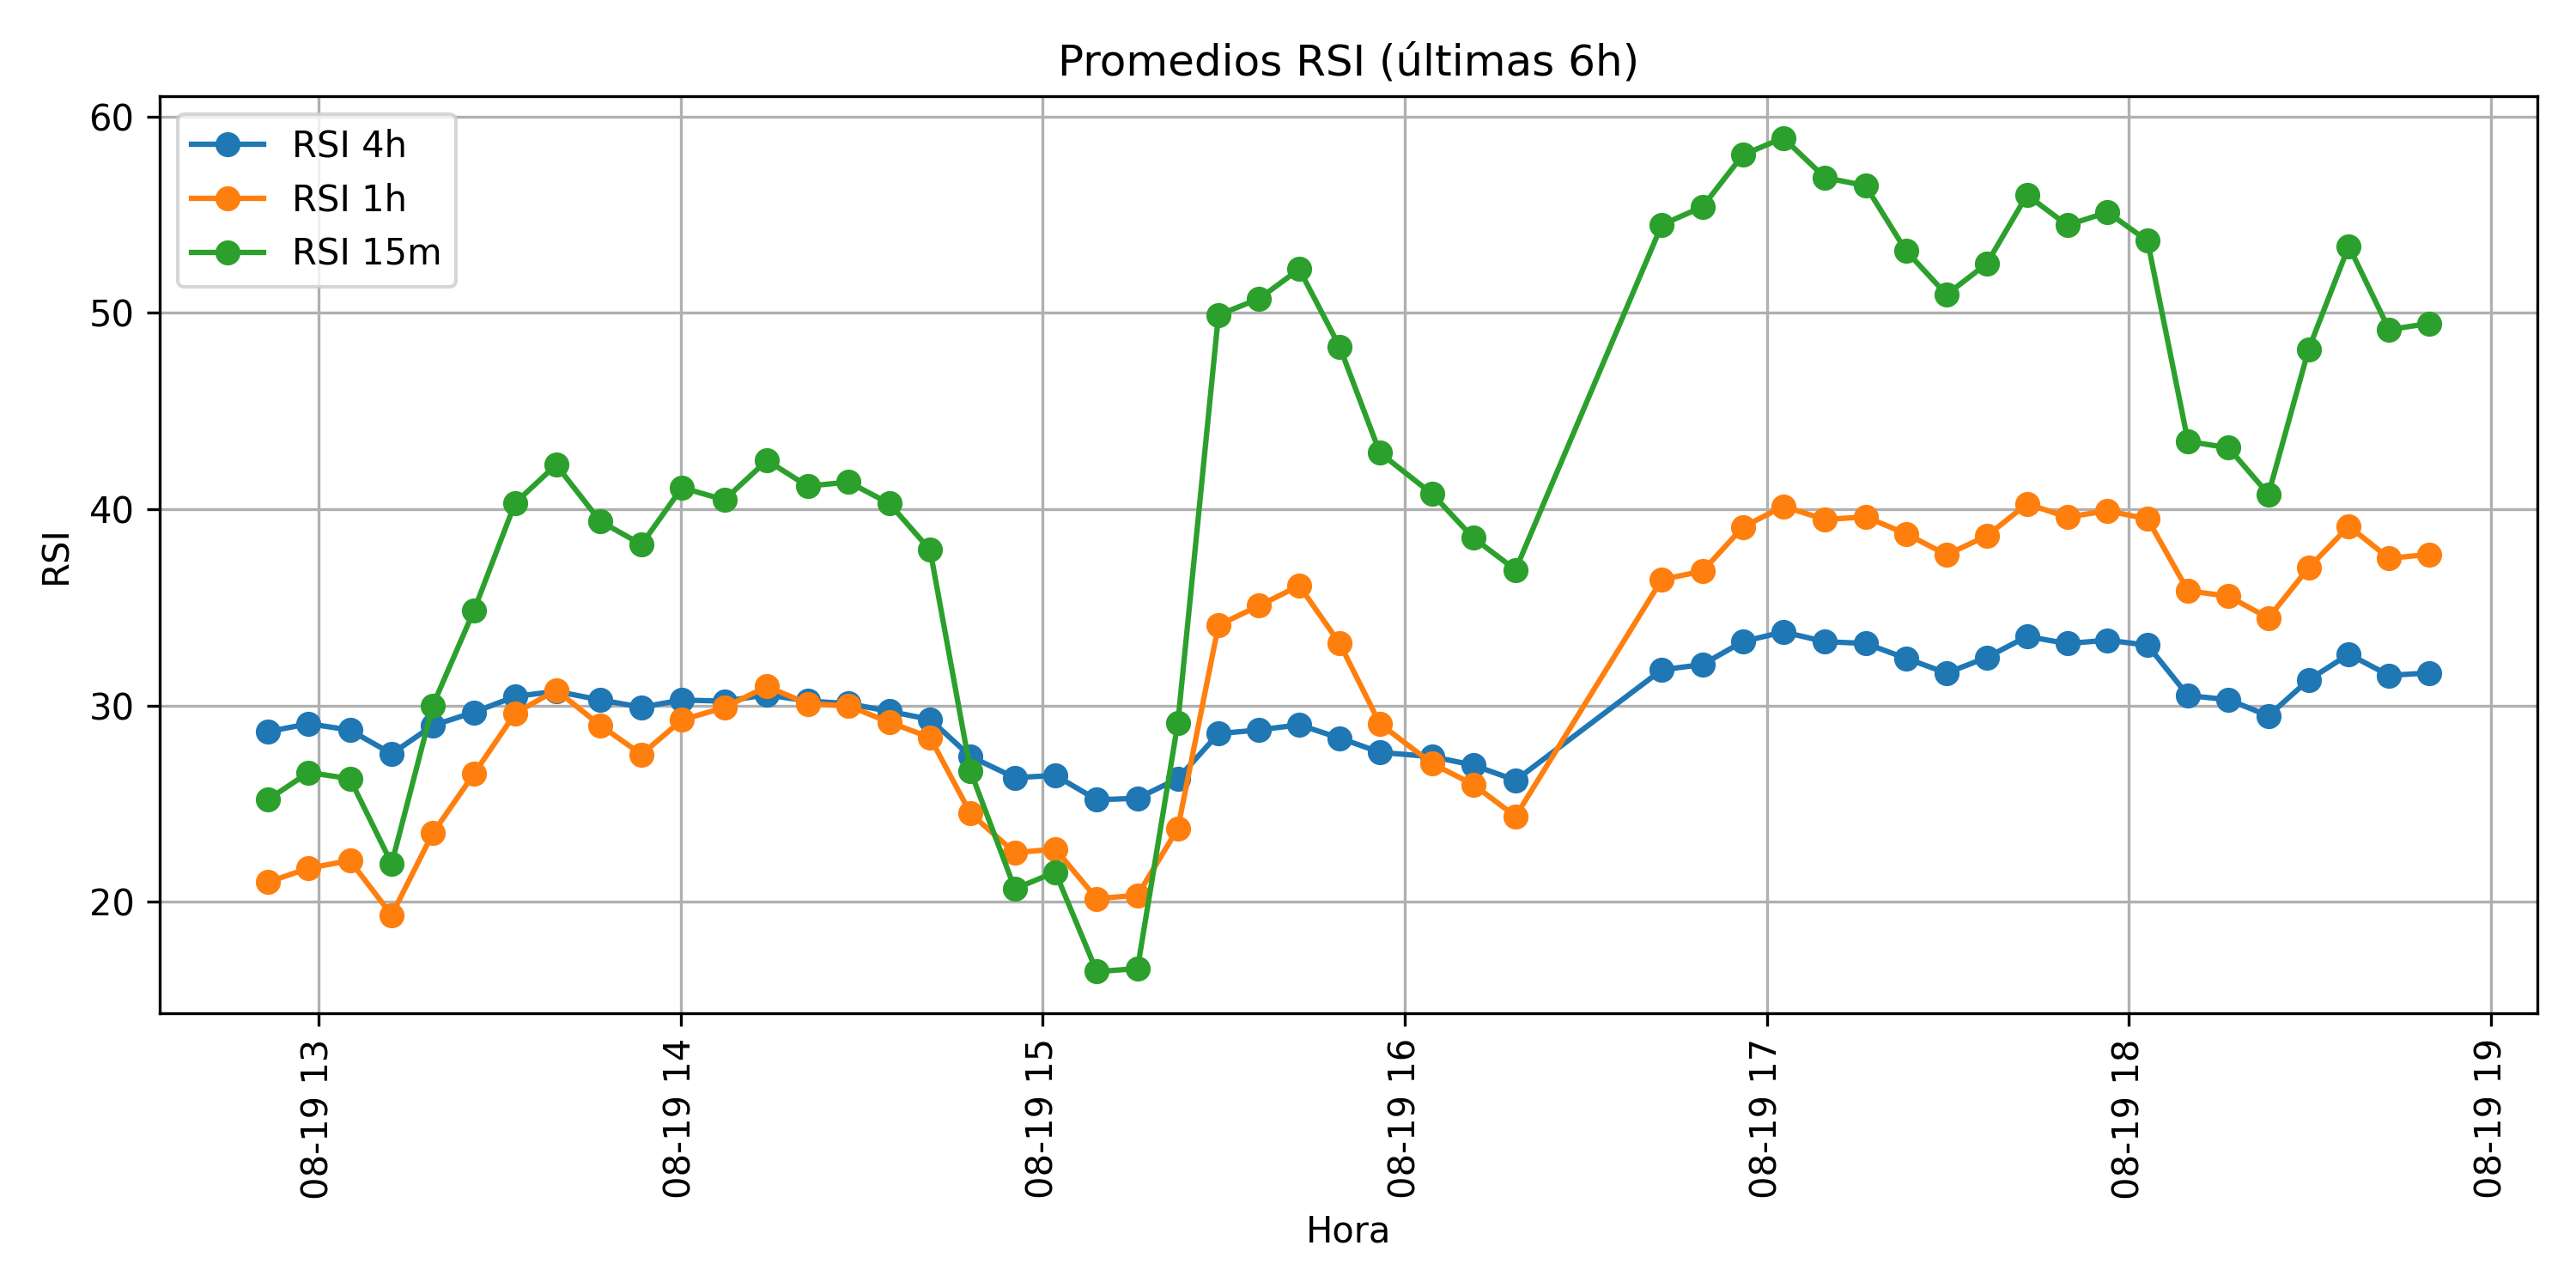 Promedios RSI (últimas 6h)
RSI 4h
RSI 1h
RSI 15m
RSI
60
50
40
30
20
08-19 13
08-19 14
08-19 15
08-19 16
08-19 17
08-19 18
08-19 19
Hora